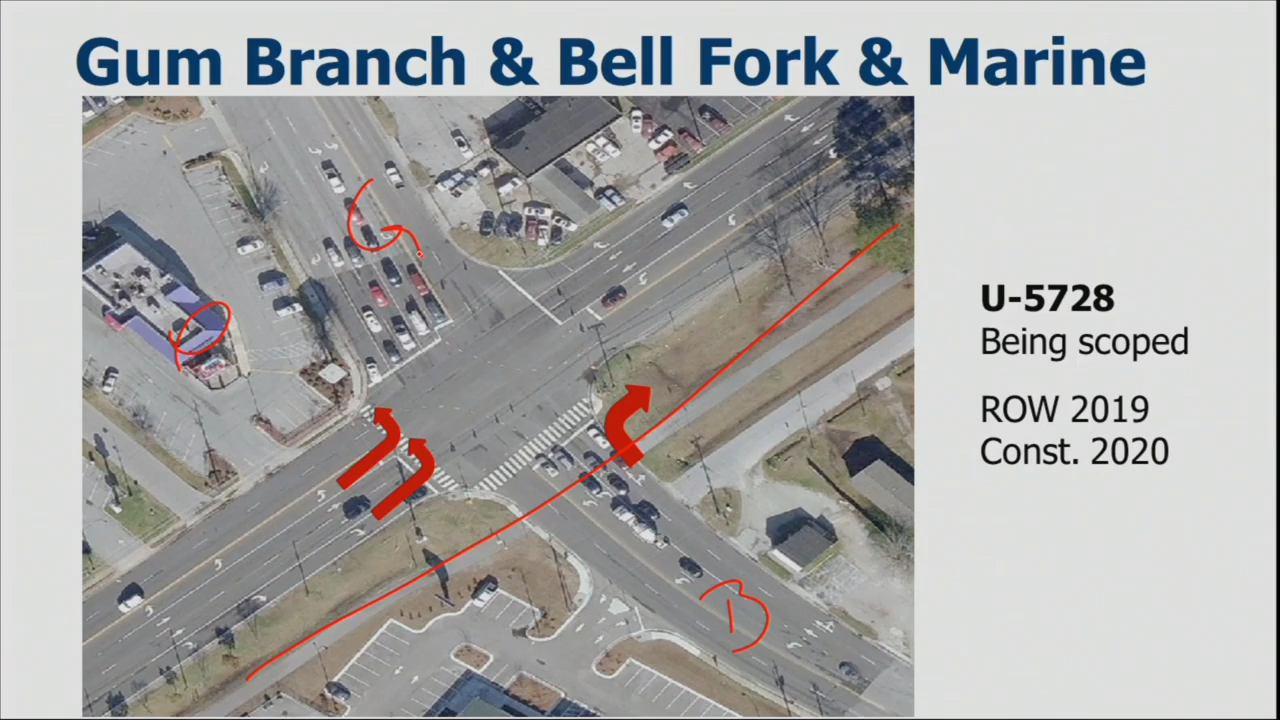 Gum Branch & Bell Fork & Marine
G
B
U-5728
Being scoped
ROW 2019
Const. 2020